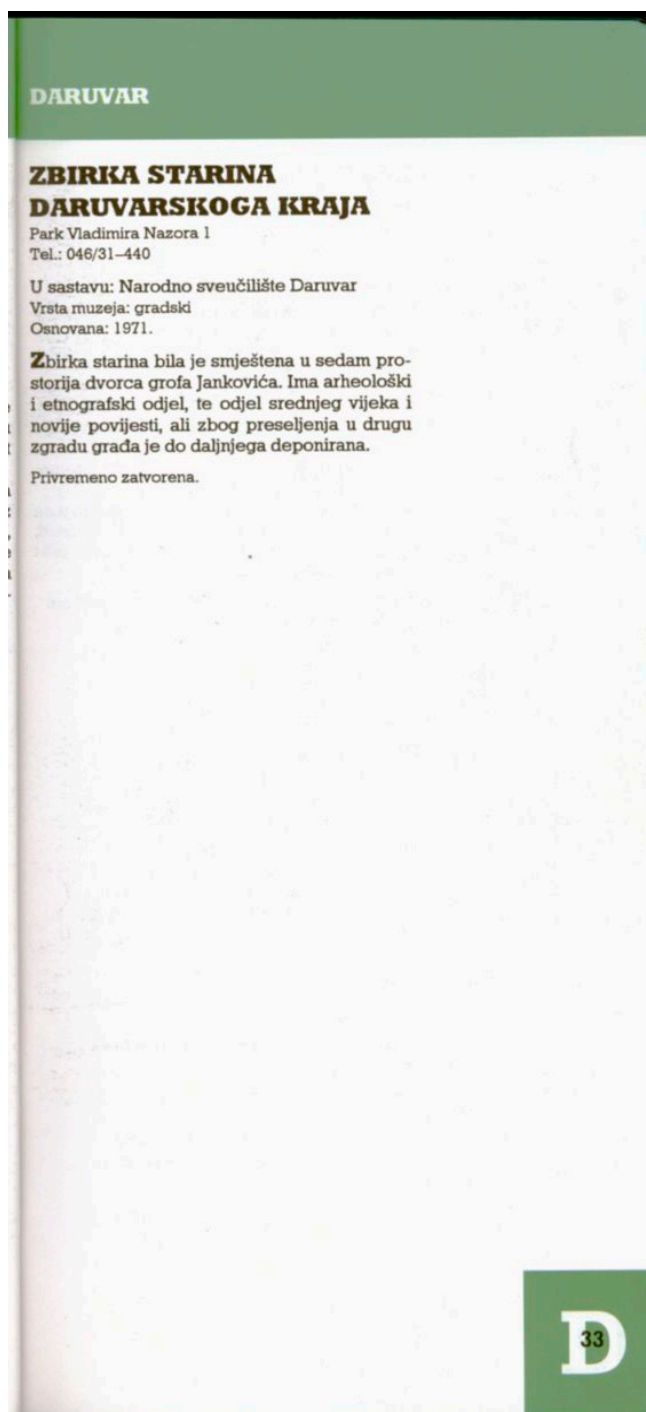 DARUVAR
ZBIRKA STARINA
DARUVARSKOGA KRAJA
Park Vladimira Nazora 1
Tel.: 046/31–440
U sastavu: Narodno sveučilište Daruvar
Vrsta muzeja: gradski
Osnovana: 1971.
Zbirka starina bila je smještena u sedam pro-
storija dvorca grofa Jankovića. Ima arheološki
i etnografski odjel, te odjel srednjeg vijeka i
novije povijesti, ali zbog preseljenja u drugu
zgradu građa je do daljnjega deponirana.
Privremeno zatvorena.
D
33